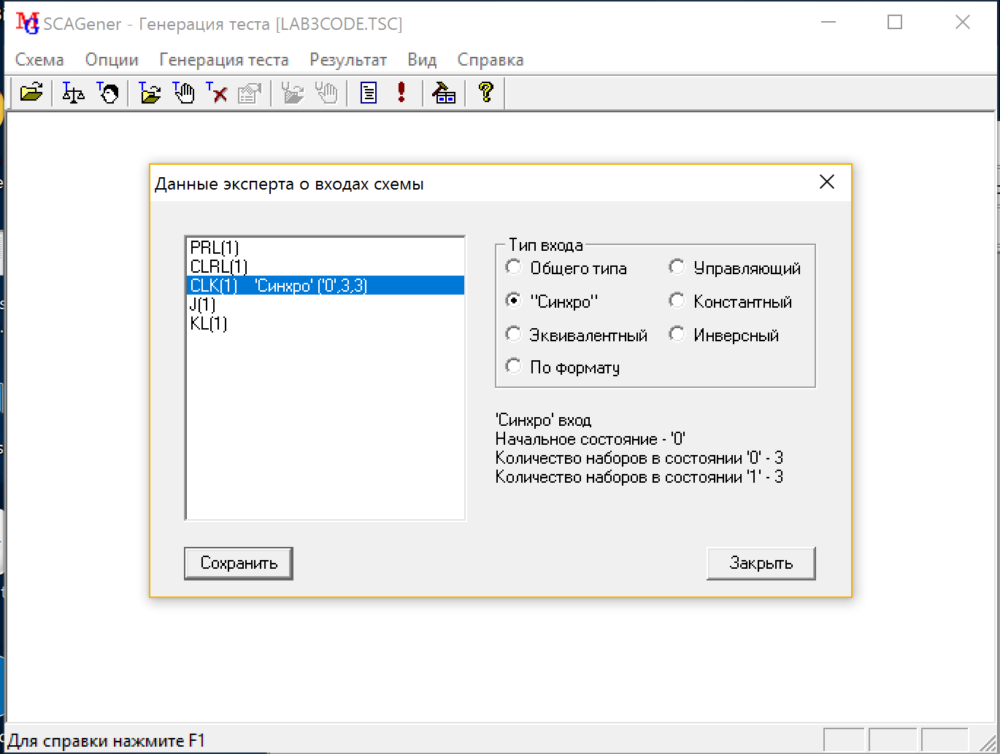 SCAGener - Генерация теста [LAB3CODE.TSC]
Схема Опции Генерация теста Результат Вид Справка
Данные эксперта о входах схемы
PRL(1)
CLRL(1)
CLK(1) 'Синхро' ('0',3,3)
J(1)
KL(1)
Тип входа
Общего типа Управляющий
"Синхро" Константный
Эквивалентный Инверсный
По формату
'Синхро' вход
Начальное состояние - '0'
Количество наборов в состоянии '0' - 3
Количество наборов в состоянии '1' - 3
Сохранить Закрыть
Для справки нажмите F1